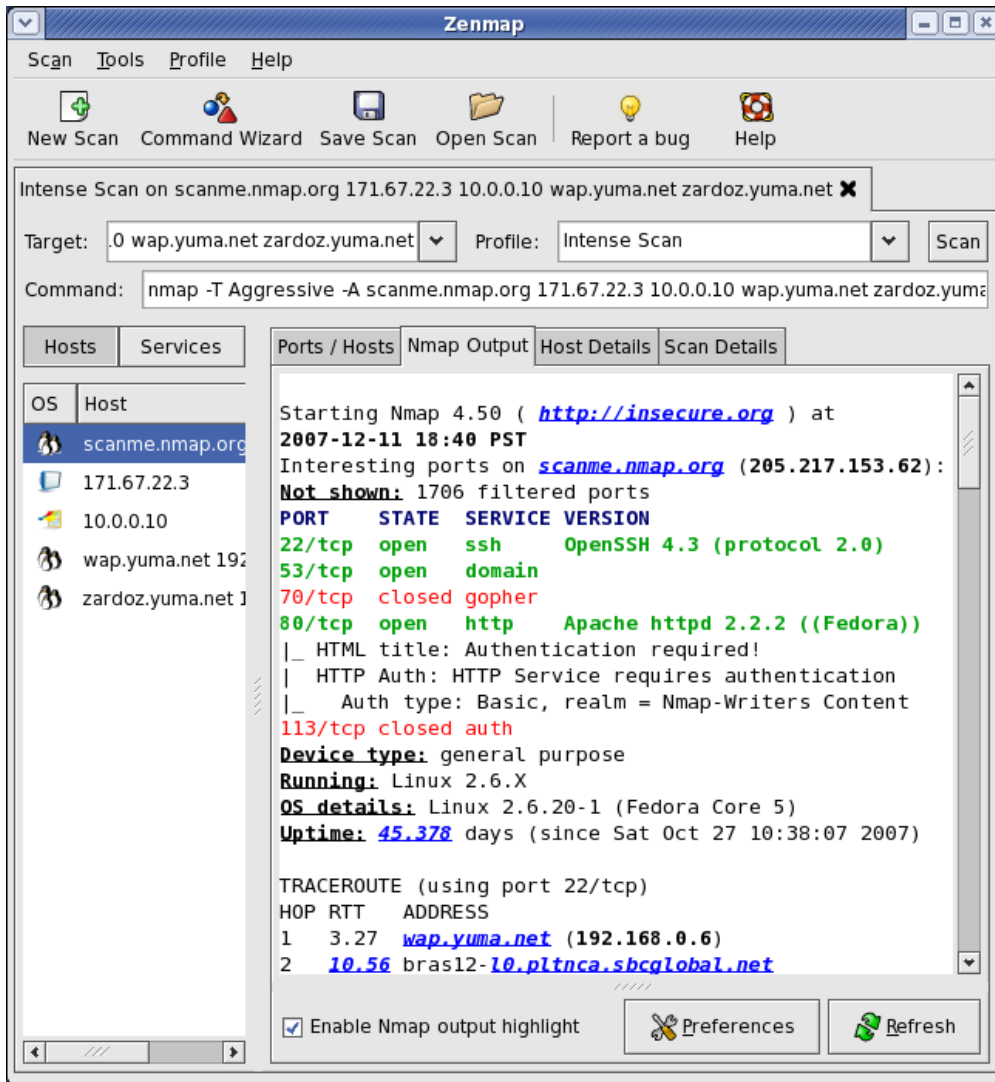 Zenmap
Scan Tools Profile Help
New Scan Command Wizard Save Scan Open Scan Report a bug Help
Intense Scan on scanme.nmap.org 171.67.22.3 10.0.0.10 wap.yuma.net zardoz.yuma.net
Target: .0 wap.yuma.net zardoz.yuma.net Profile: Intense Scan Scan
Command: nmap -T Aggressive -A scanme.nmap.org 171.67.22.3 10.0.0.10 wap.yuma.net zardoz.yuma
Hosts Services
OS Host
scanme.nmap.org
171.67.22.3
10.0.0.10
wap.yuma.net 192
zardoz.yuma.net 1
Ports / Hosts Nmap Output Host Details Scan Details
Starting Nmap 4.50 ( http://insecure.org ) at
2007-12-11 18:40 PST
Interesting ports on scanme.nmap.org (205.217.153.62):
Not shown: 1706 filtered ports
PORT STATE SERVICE VERSION
22/tcp open ssh OpenSSH 4.3 (protocol 2.0)
53/tcp open domain
70/tcp closed gopher
80/tcp open http Apache httpd 2.2.2 ((Fedora))
|_ HTML title: Authentication required!
| HTTP Auth: HTTP Service requires authentication
|_ Auth type: Basic, realm = Nmap-Writers Content
113/tcp closed auth
Device type: general purpose
Running: Linux 2.6.X
OS details: Linux 2.6.20-1 (Fedora Core 5)
Uptime: 45.378 days (since Sat Oct 27 10:38:07 2007)
TRACEROUTE (using port 22/tcp)
HOP RTT ADDRESS
1 3.27 wap.yuma.net (192.168.0.6)
2 10.56 bras12-l0.pltnca.sbcglobal.net
Enable Nmap output highlight Preferences Refresh